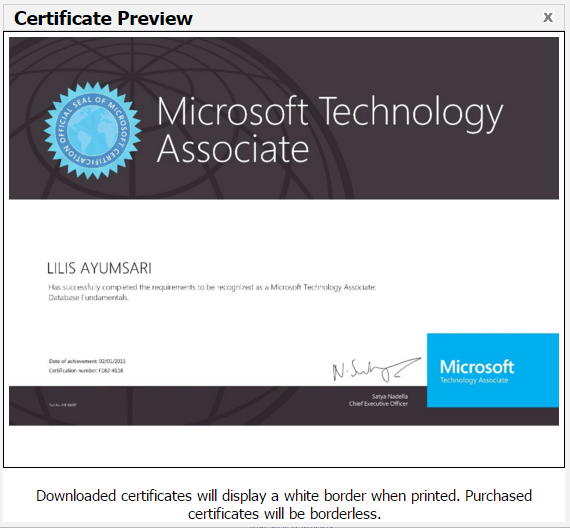 Certificate Preview
x
OFFICIAL SEAL OF MICROSOFT CERTIFICATION
Microsoft Technology
Associate
LILIS AYUMSARI
Has successfully completed the requirements to be recognized as a Microsoft Technology Associate:
Database Fundamentals.
Date of achievement: 02/01/2015
Certification number: F182-4118
Satya Nadella
Chief Executive Officer
Microsoft
Technology Associate
Downloaded certificates will display a white border when printed. Purchased
certificates will be borderless.